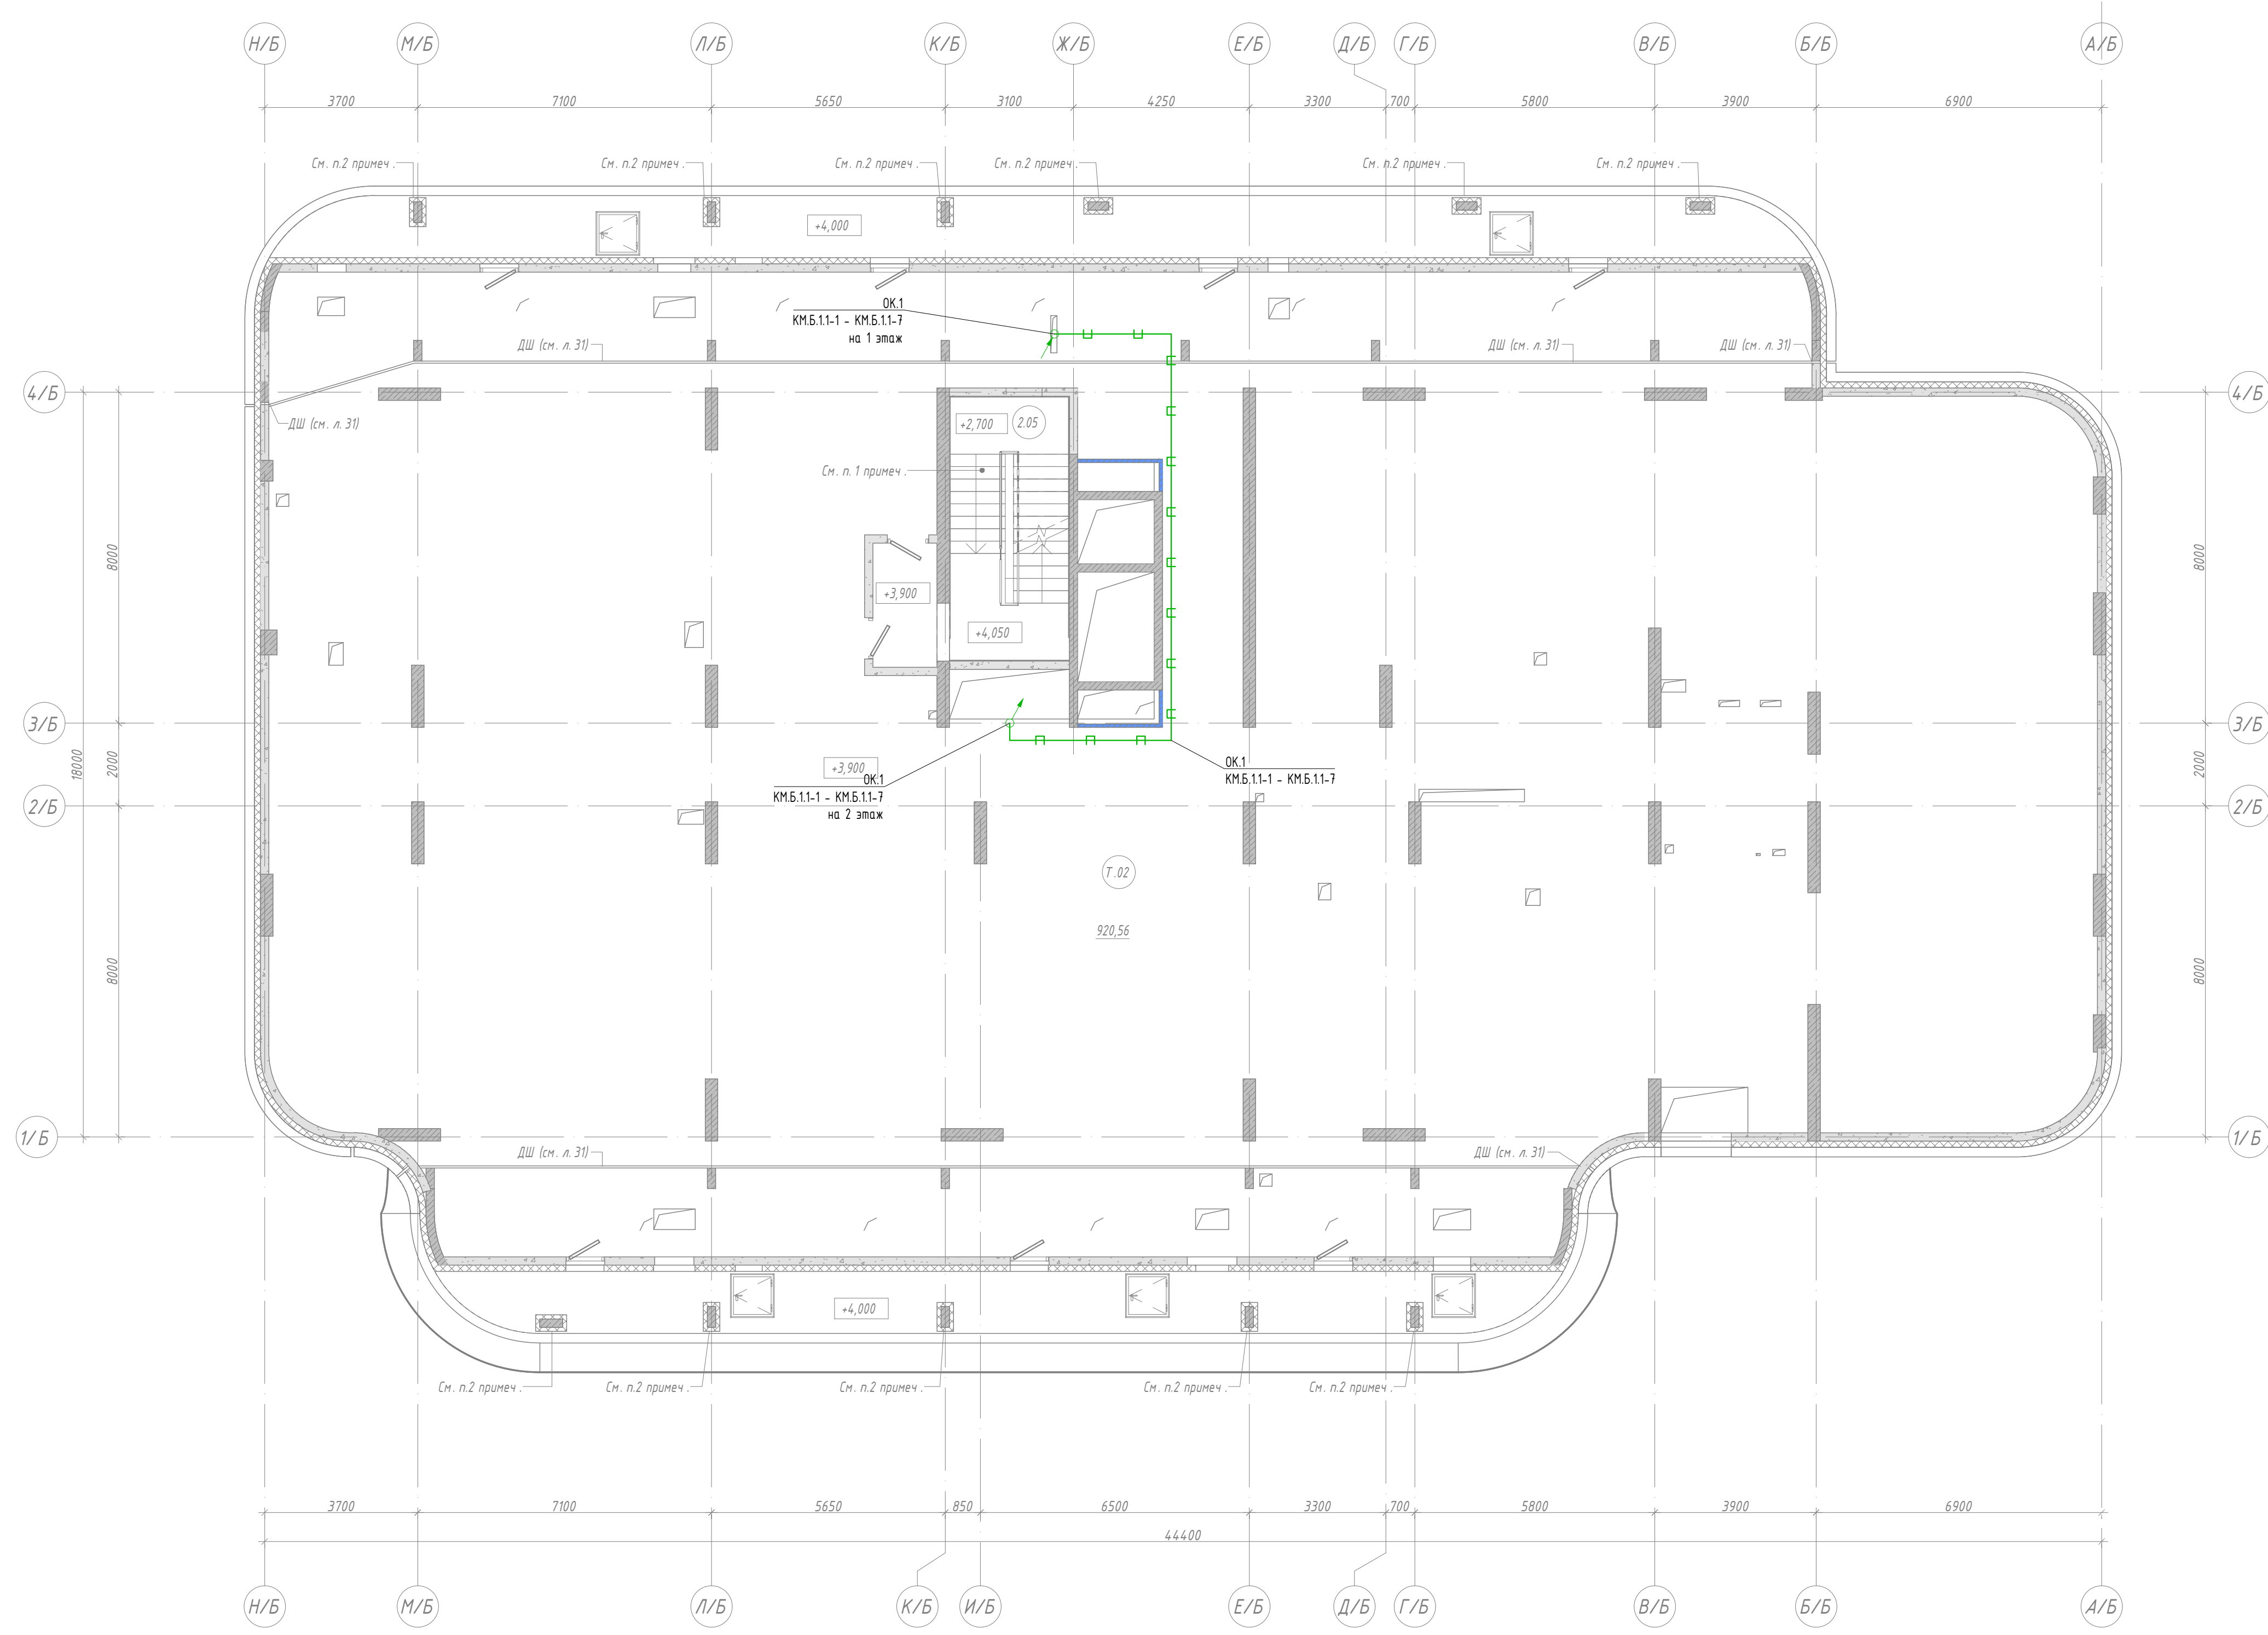 Н/Б М/Б Л/Б К/Б Ж/Б Е/Б Д/Б Г/Б В/Б Б/Б А/Б
3700 7100 5650 3100 4250 3300 700 5800 3900 6900
См. п.2 примеч. См. п.2 примеч. См. п.2 примеч. См. п.2 примеч. См. п.2 примеч. См. п.2 примеч.
+4,000
ОК.1
КМ.Б.1.1-1 - КМ.Б.1.1-7
на 1 этаж
ДШ (см. л. 31) ДШ (см. л. 31) ДШ (см. л. 31)
4/Б 4/Б
+2,700 2.05
ДШ (см. л. 31)
См. п. 1 примеч.
8000 8000
+3,900
+4,050
3/Б 3/Б
18000 2000 2000
+3,900
ОК.1
КМ.Б.1.1-1 - КМ.Б.1.1-7
ОК.1
КМ.Б.1.1-1 - КМ.Б.1.1-7
на 2 этаж
2/Б 2/Б
Т.02
920,56
8000 8000
1/Б 1/Б
ДШ (см. л. 31) ДШ (см. л. 31)
+4,000
См. п.2 примеч. См. п.2 примеч. См. п.2 примеч. См. п.2 примеч. См. п.2 примеч.
3700 7100 5650 850 6500 3300 700 5800 3900 6900
44400
Н/Б М/Б Л/Б К/Б И/Б Е/Б Д/Б Г/Б В/Б Б/Б А/Б